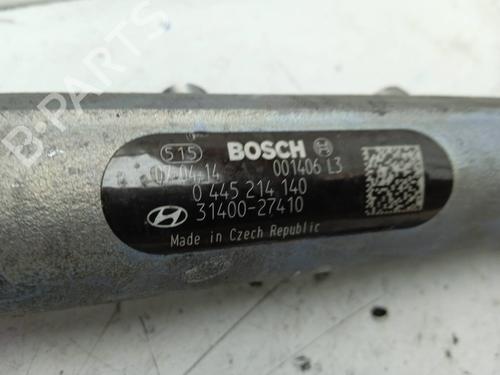 B-PARTS
515 BOSCH
07-04-14 001406 L3
0 445 214 140
31400-27410
Made in Czech Republic